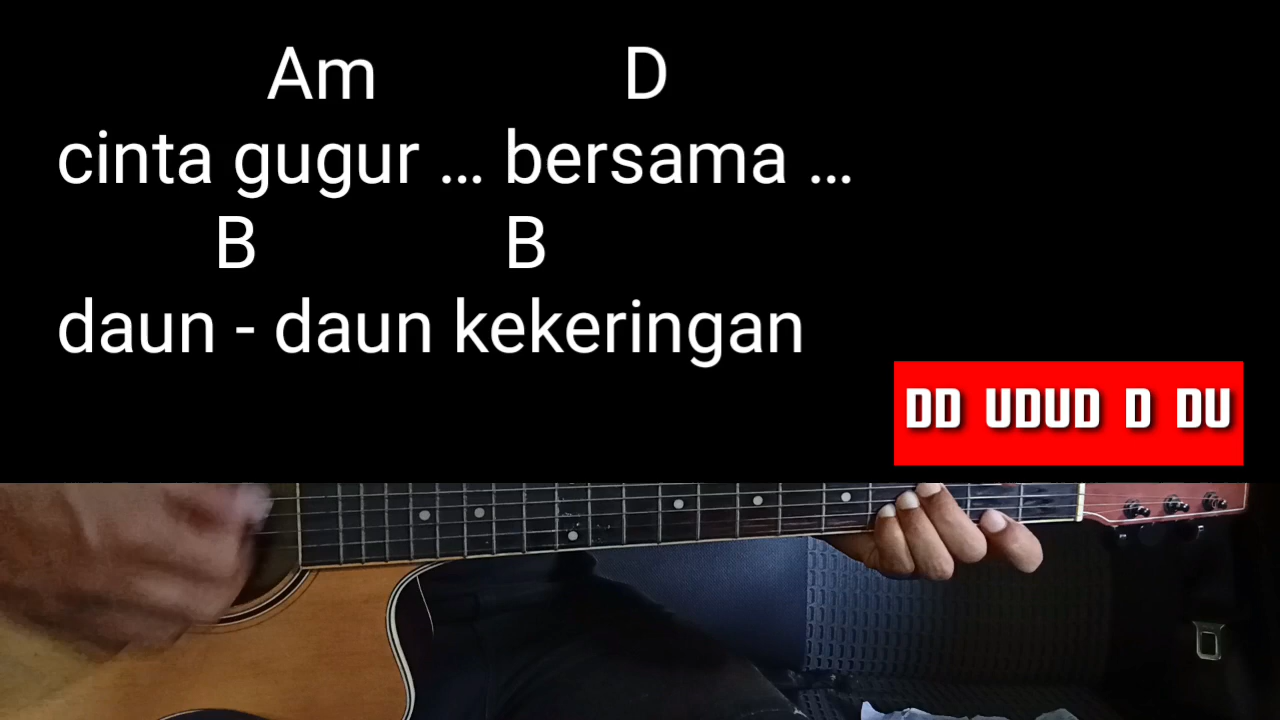 Am D
cinta gugur ... bersama ...
B B
daun - daun kekeringan
DD UDUD D DU